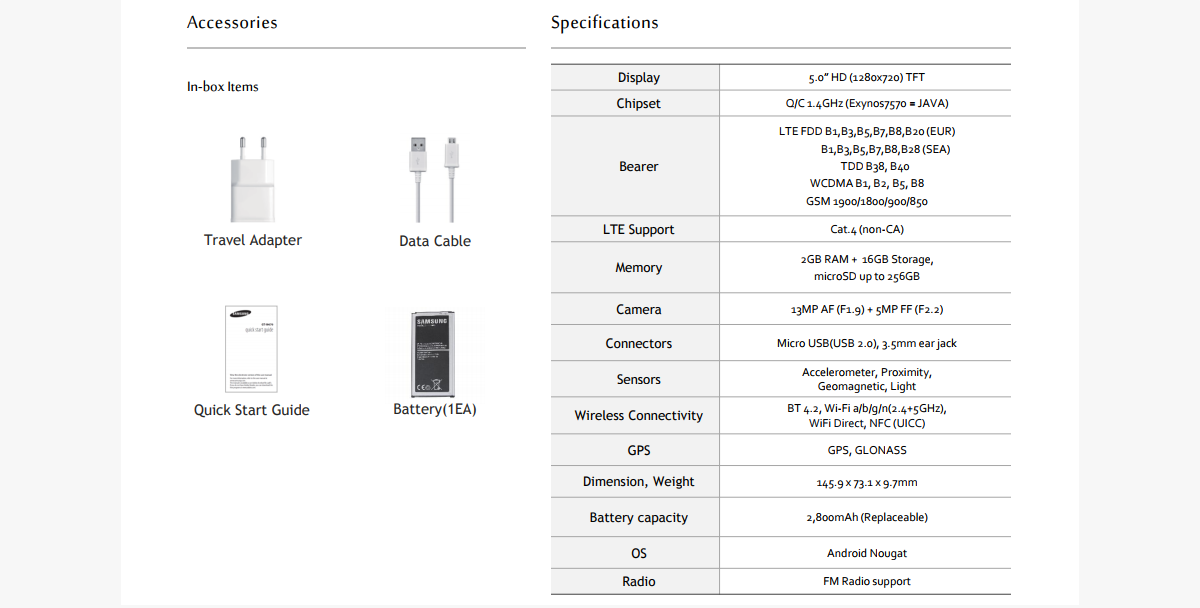 Accessories
In-box Items
Travel Adapter
Data Cable
SAMSUNG
quick start guide
Quick Start Guide
SAMSUNG
Battery(1EA)
Specifications
Display
5.0” HD (1280x720) TFT
Chipset
Q/C 1.4GHz (Exynos7570 = JAVA)
Bearer
LTE FDD B1,B3,B5,B7,B8,B20 (EUR)
B1,B3,B5,B7,B8,B28 (SEA)
TDD B38, B40
WCDMA B1, B2, B5, B8
GSM 1900/1800/900/850
LTE Support
Cat.4 (non-CA)
Memory
2GB RAM + 16GB Storage,
microSD up to 256GB
Camera
13MP AF (F1.9) + 5MP FF (F2.2)
Connectors
Micro USB(USB 2.0), 3.5mm ear jack
Sensors
Accelerometer, Proximity,
Geomagnetic, Light
Wireless Connectivity
BT 4.2, Wi-Fi a/b/g/n(2.4+5GHz),
WiFi Direct, NFC (UICC)
GPS
GPS, GLONASS
Dimension, Weight
145.9 x 73.1 x 9.7mm
Battery capacity
2,800mAh (Replaceable)
OS
Android Nougat
Radio
FM Radio support